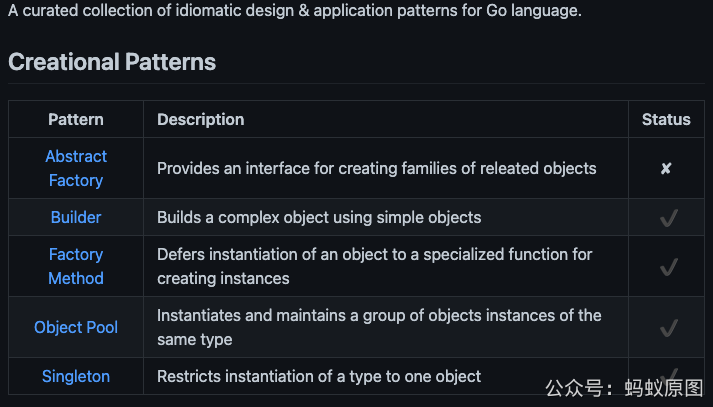 A curated collection of idiomatic design & application patterns for Go language.
Creational Patterns
Pattern Description Status
Abstract Factory Provides an interface for creating families of releated objects ✘
Builder Builds a complex object using simple objects ✔
Factory Method Defers instantiation of an object to a specialized function for
creating instances ✔
Object Pool Instantiates and maintains a group of objects instances of the
same type ✔
Singleton Restricts instantiation of a type to one object ✔
公众号：蚂蚁原图